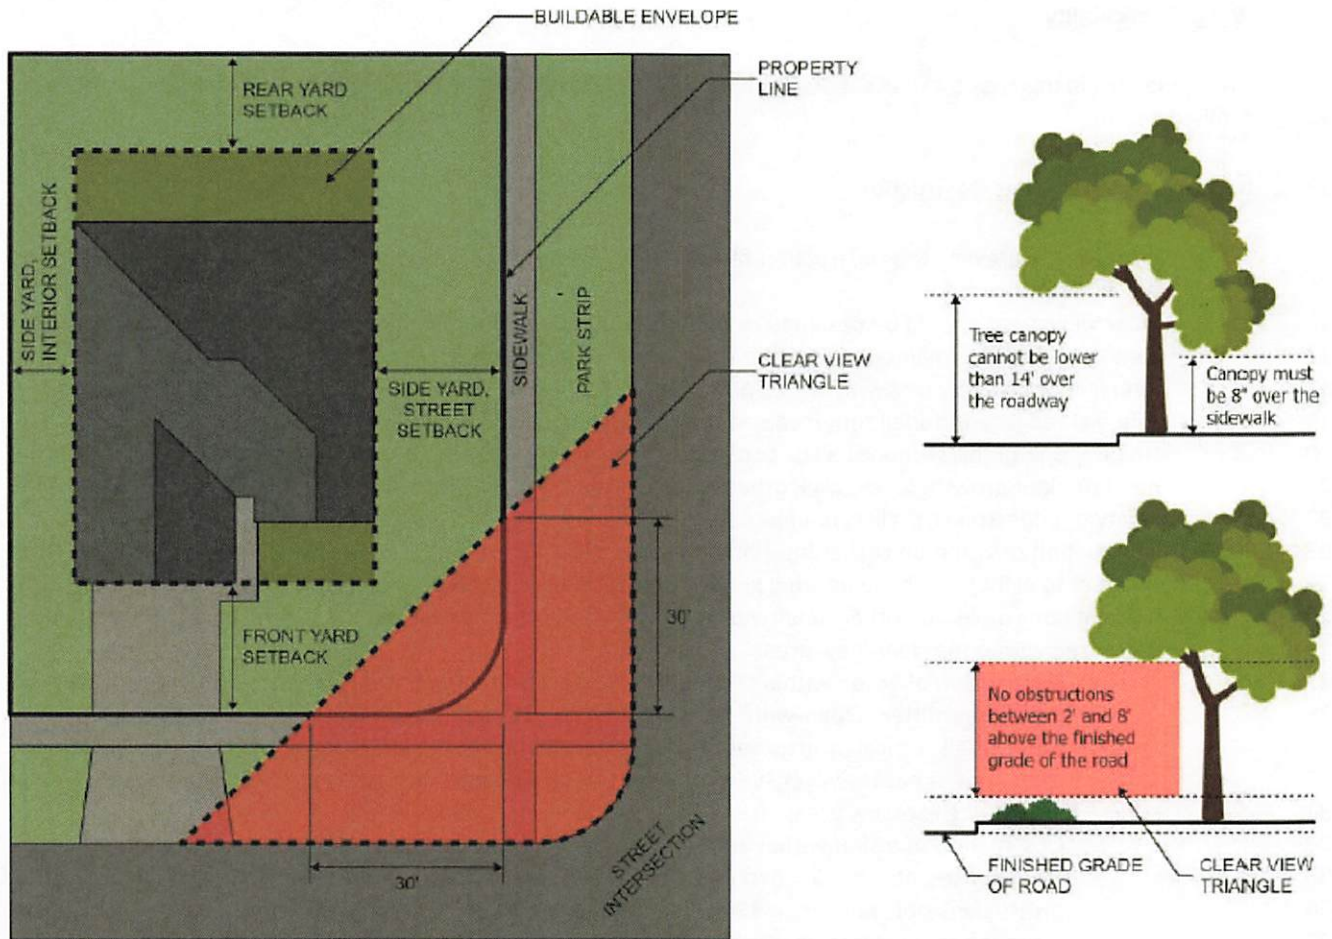 BUILDABLE ENVELOPE
REAR YARD
SETBACK
PROPERTY
LINE
SIDE YARD,
INTERIOR SETBACK
SIDE YARD,
STREET
SETBACK
SIDEWALK
PARK STRIP
CLEAR VIEW
TRIANGLE
FRONT YARD
SETBACK
30'
30'
STREET
INTERSECTION
Tree canopy
cannot be lower
than 14' over
the roadway
Canopy must
be 8" over the
sidewalk
No obstructions
between 2' and 8'
above the finished
grade of the road
FINISHED GRADE
OF ROAD
CLEAR VIEW
TRIANGLE